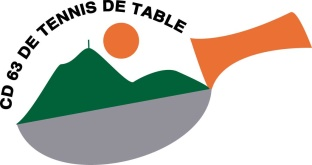 CD 63 DE TENNIS DE TABLE